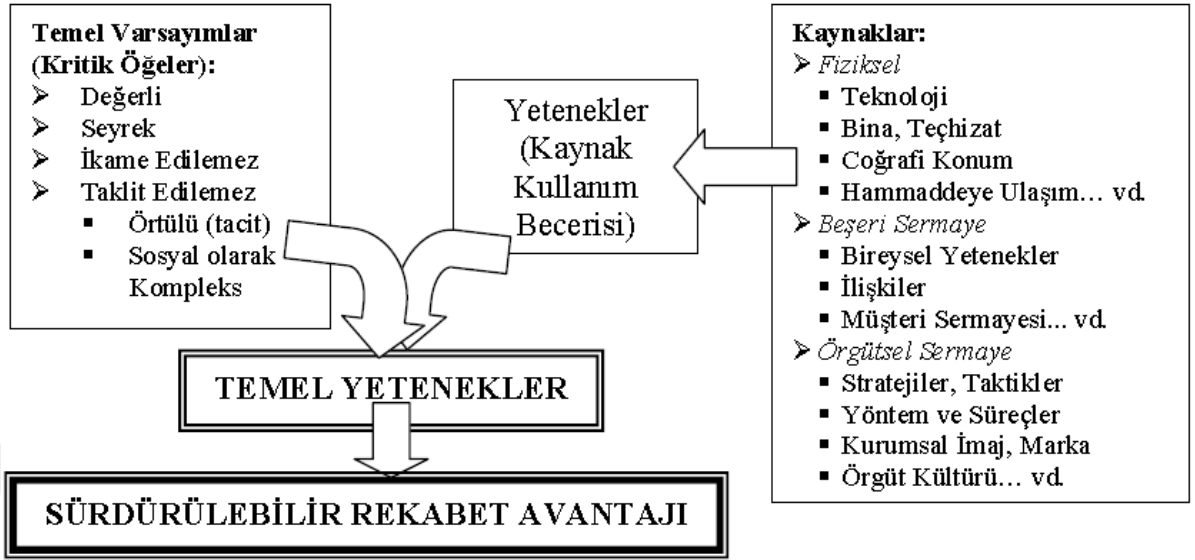 Temel Varsayımlar
(Kritik Öğeler):
➢ Değerli
➢ Seyrek
➢ İkame Edilemez
➢ Taklit Edilemez
▪ Örtülü (tacit)
▪ Sosyal olarak
Kompleks
Yetenekler
(Kaynak
Kullanım
Becerisi)
Kaynaklar:
➢ Fiziksel
▪ Teknoloji
▪ Bina, Teçhizat
▪ Coğrafi Konum
▪ Hammaddeye Ulaşım… vd.
➢ Beşeri Sermaye
▪ Bireysel Yetenekler
▪ İlişkiler
▪ Müşteri Sermayesi... vd.
➢ Örgütsel Sermaye
▪ Stratejiler, Taktikler
▪ Yöntem ve Süreçler
▪ Kurumsal İmaj, Marka
▪ Örgüt Kültürü… vd.
TEMEL YETENEKLER
SÜRDÜRÜLEBİLİR REKABET AVANTAJI